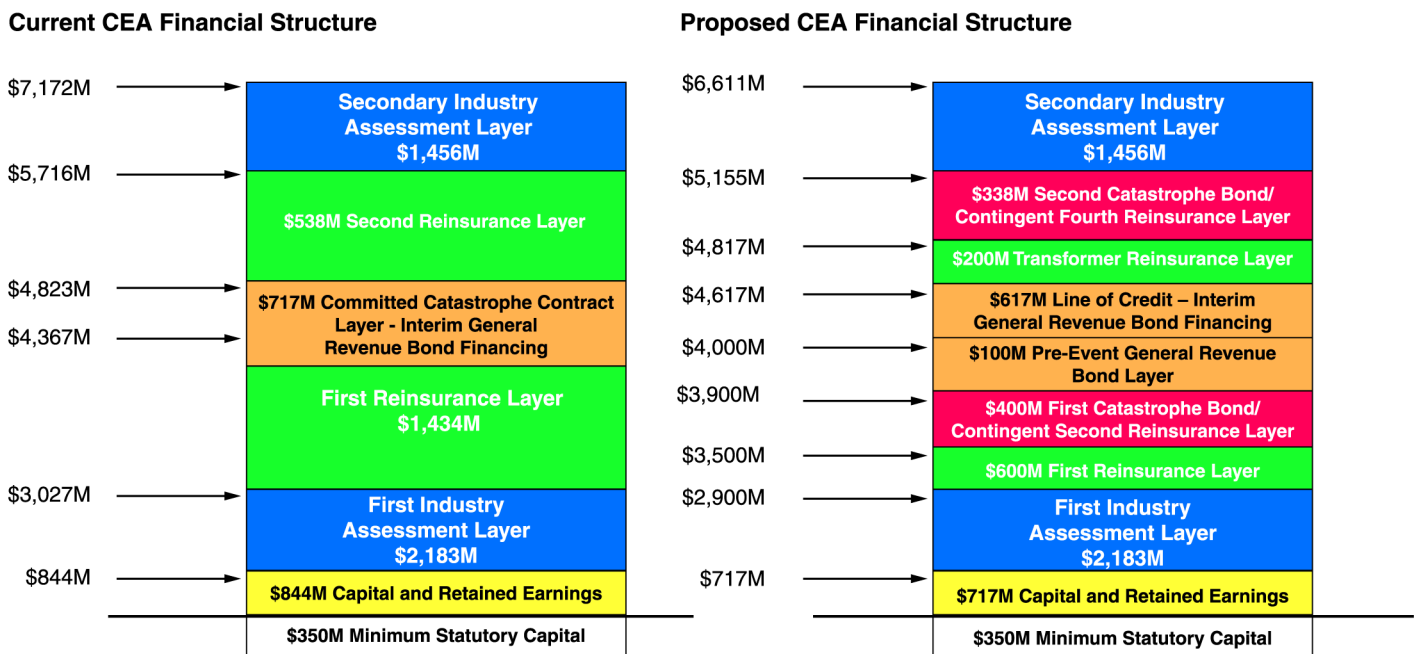 Current CEA Financial Structure
$7,172M
Secondary Industry
Assessment Layer
$1,456M
$5,716M
$538M Second Reinsurance Layer
$4,823M
$717M Committed Catastrophe Contract
Layer - Interim General
Revenue Bond Financing
$4,367M
First Reinsurance Layer
$1,434M
$3,027M
First Industry
Assessment Layer
$2,183M
$844M
$844M Capital and Retained Earnings
$350M Minimum Statutory Capital
Proposed CEA Financial Structure
$6,611M
Secondary Industry
Assessment Layer
$1,456M
$5,155M
$338M Second Catastrophe Bond/
Contingent Fourth Reinsurance Layer
$4,817M
$200M Transformer Reinsurance Layer
$4,617M
$617M Line of Credit – Interim
General Revenue Bond Financing
$4,000M
$100M Pre-Event General Revenue
Bond Layer
$3,900M
$400M First Catastrophe Bond/
Contingent Second Reinsurance Layer
$3,500M
$600M First Reinsurance Layer
$2,900M
First Industry
Assessment Layer
$2,183M
$717M
$717M Capital and Retained Earnings
$350M Minimum Statutory Capital